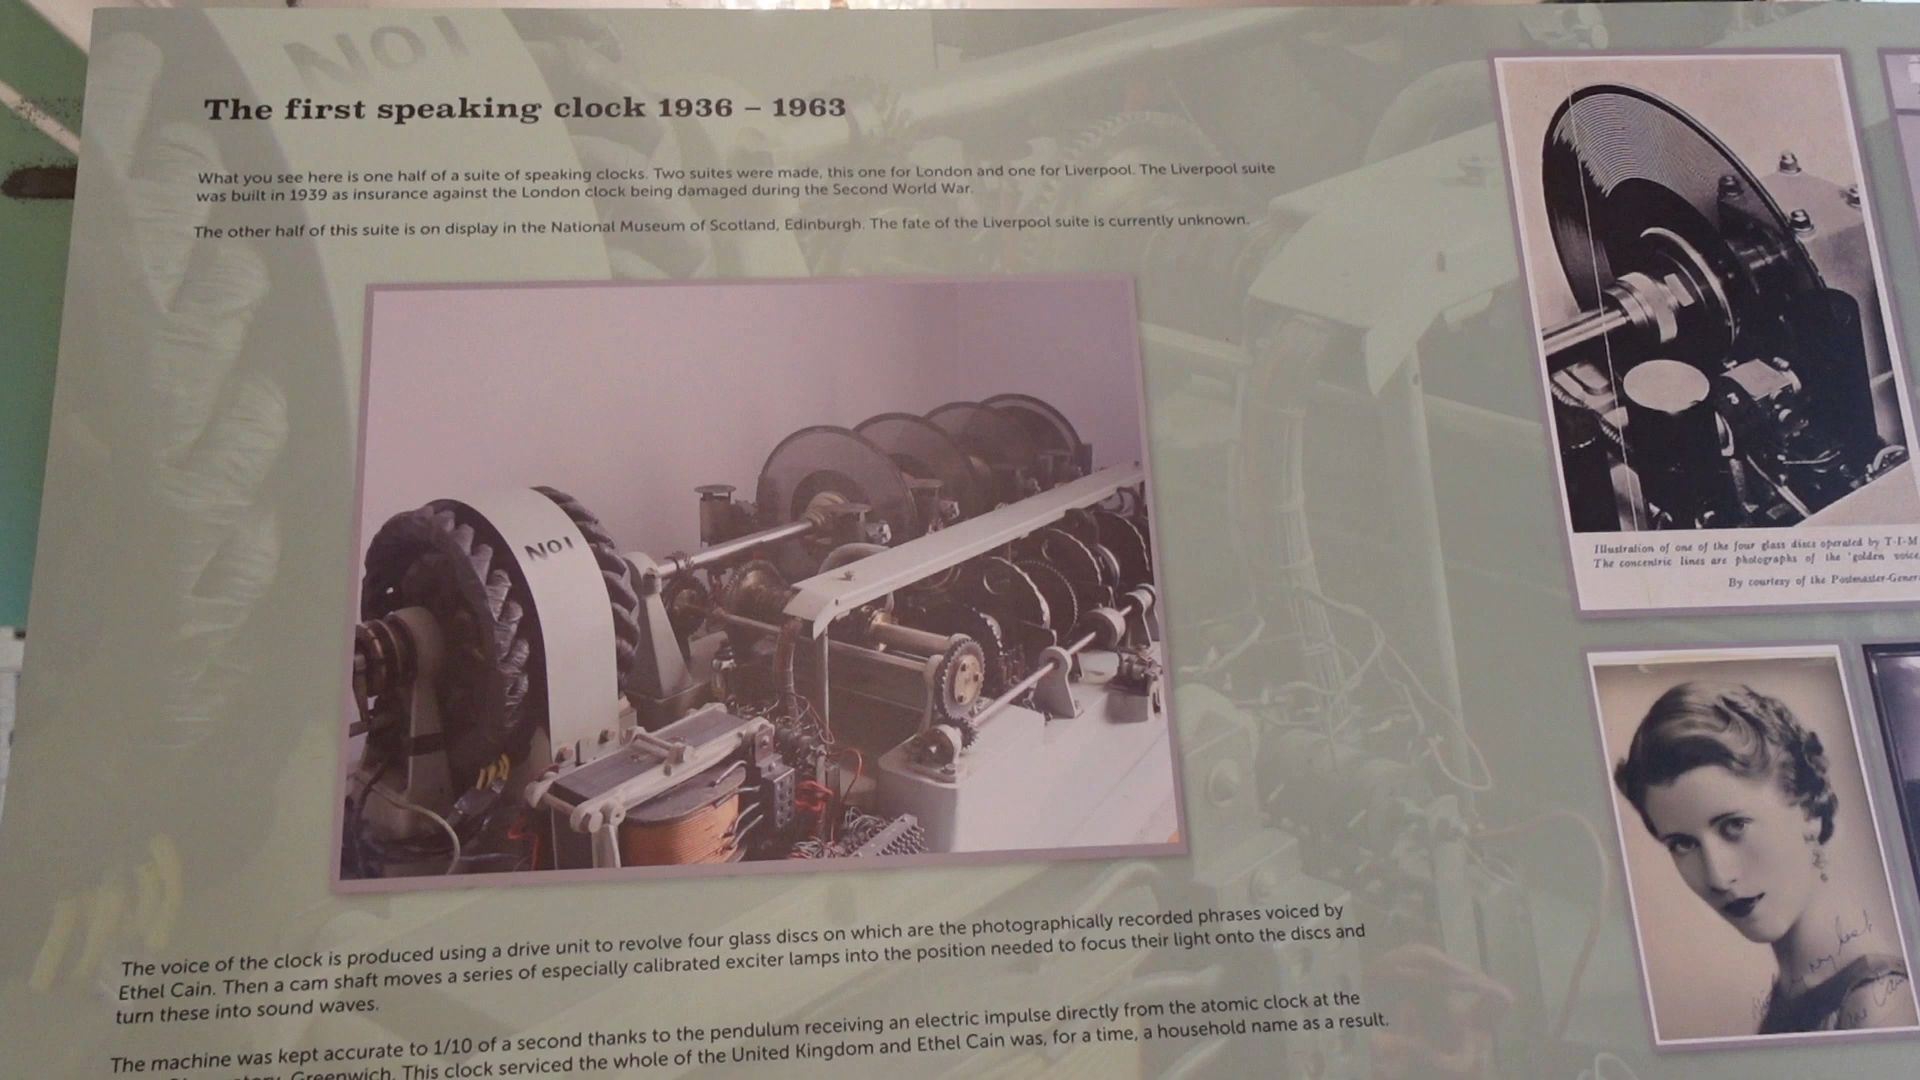 NO1
The first speaking clock 1936 – 1963
What you see here is one half of a suite of speaking clocks. Two suites were made, this one for London and one for Liverpool. The Liverpool suite
was built in 1939 as insurance against the London clock being damaged during the Second World War.
The other half of this suite is on display in the National Museum of Scotland, Edinburgh. The fate of the Liverpool suite is currently unknown.
NO1
Illustration of one of the four glass discs operated by T-I-M
The concentric lines are photographs of the 'golden voice
By courtesy of the Postmaster-Gener
The voice of the clock is produced using a drive unit to revolve four glass discs on which are the photographically recorded phrases voiced by
Ethel Cain. Then a cam shaft moves a series of especially calibrated exciter lamps into the position needed to focus their light onto the discs and
turn these into sound waves.
The machine was kept accurate to 1/10 of a second thanks to the pendulum receiving an electric impulse directly from the atomic clock at the
Greenwich. This clock serviced the whole of the United Kingdom and Ethel Cain was, for a time, a household name as a result.